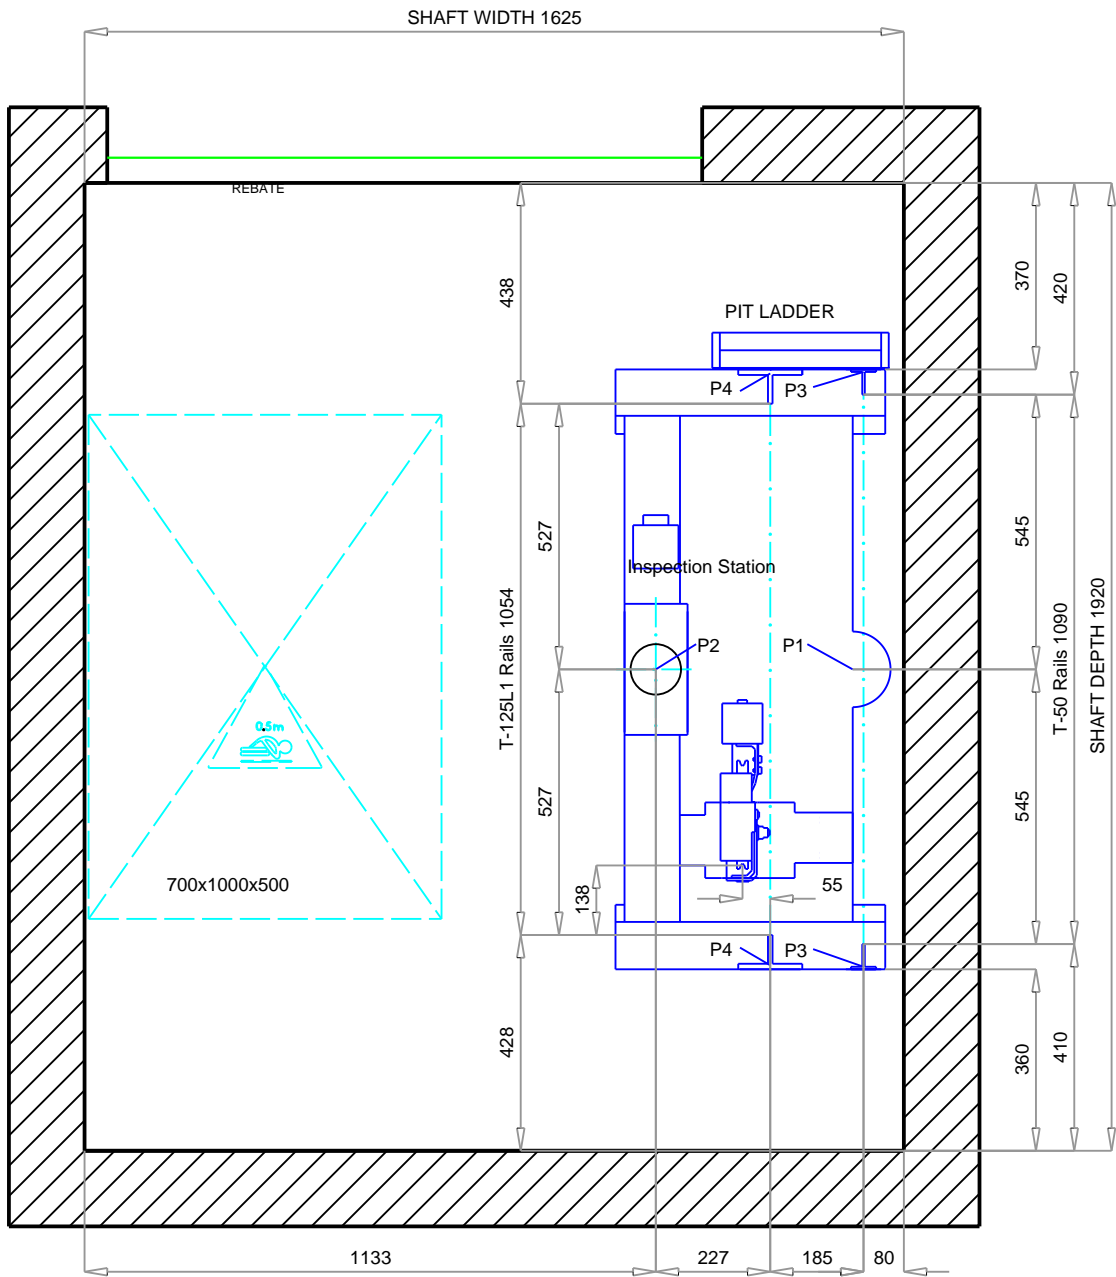 SHAFT WIDTH 1625
REBATE
438
370
420
PIT LADDER
P4
P3
527
545
Inspection Station
T-125L1 Rails 1054
P2
P1
T-50 Rails 1090
SHAFT DEPTH 1920
0.5m
527
545
700x1000x500
138
55
P4
P3
428
360
410
1133
227
185
80